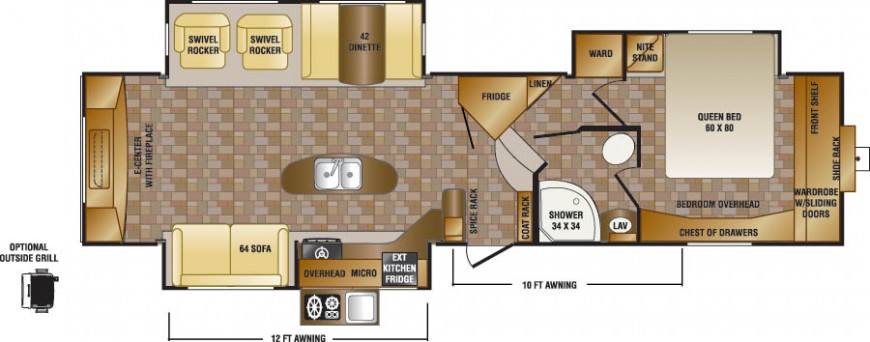 SWIVEL
ROCKER
SWIVEL
ROCKER
42
DINETTE
WARD
NITE
STAND
FRIDGE
LINEN
QUEEN BED
60 X 80
FRONT SHELF
SHOE RACK
E-CENTER
WITH FIREPLACE
SPICE RACK
COAT RACK
SHOWER
34 X 34
LAV
BEDROOM OVERHEAD
WARDROBE
W/SLIDING
DOORS
CHEST OF DRAWERS
64 SOFA
OVERHEAD
MICRO
EXT
KITCHEN
FRIDGE
OPTIONAL
OUTSIDE GRILL
10 FT AWNING
12 FT AWNING